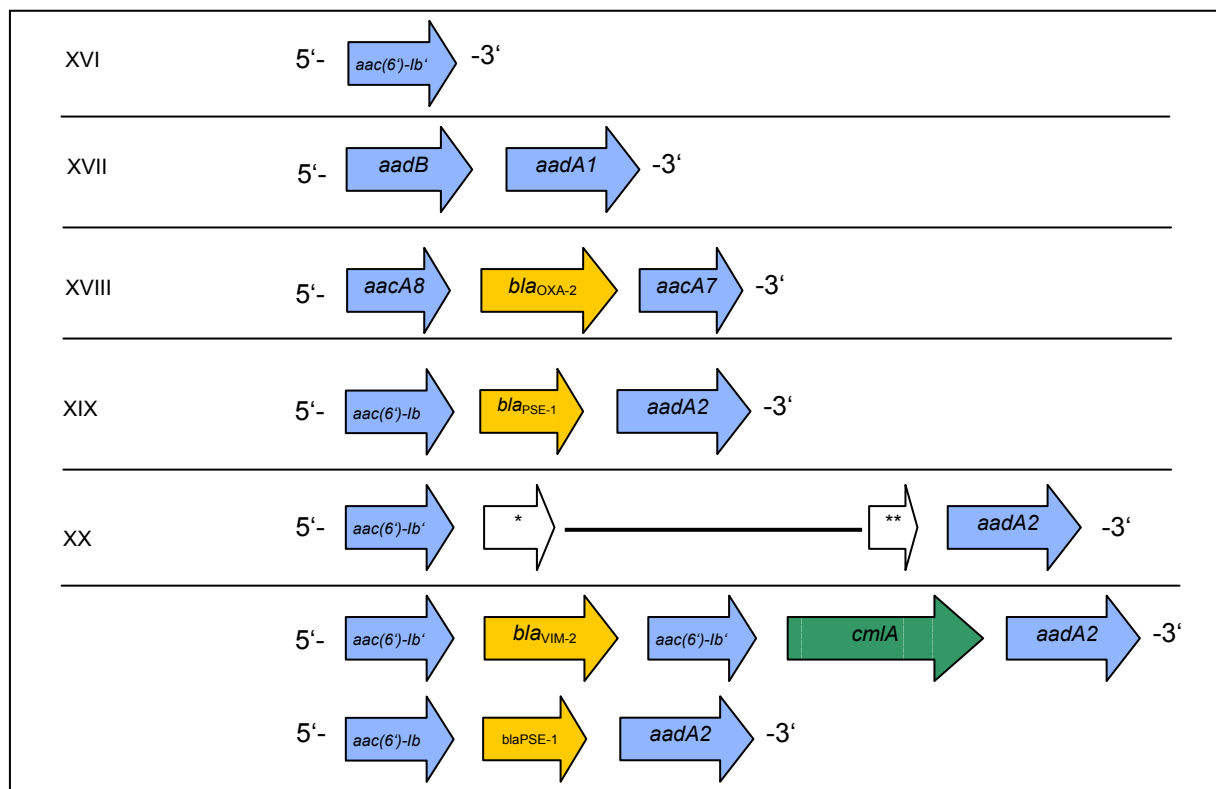 XVI 5‘- aac(6‘)-Ib‘ -3‘
XVII 5‘- aadB aadA1 -3‘
XVIII 5‘- aacA8 blaOXA-2 aacA7 -3‘
XIX 5‘- aac(6‘)-Ib blaPSE-1 aadA2 -3‘
XX 5‘- aac(6‘)-Ib‘ * ** aadA2 -3‘
5‘- aac(6‘)-Ib‘ blaVIM-2 aac(6‘)-Ib‘ cmlA aadA2 -3‘
5‘- aac(6‘)-Ib blaPSE-1 aadA2 -3‘